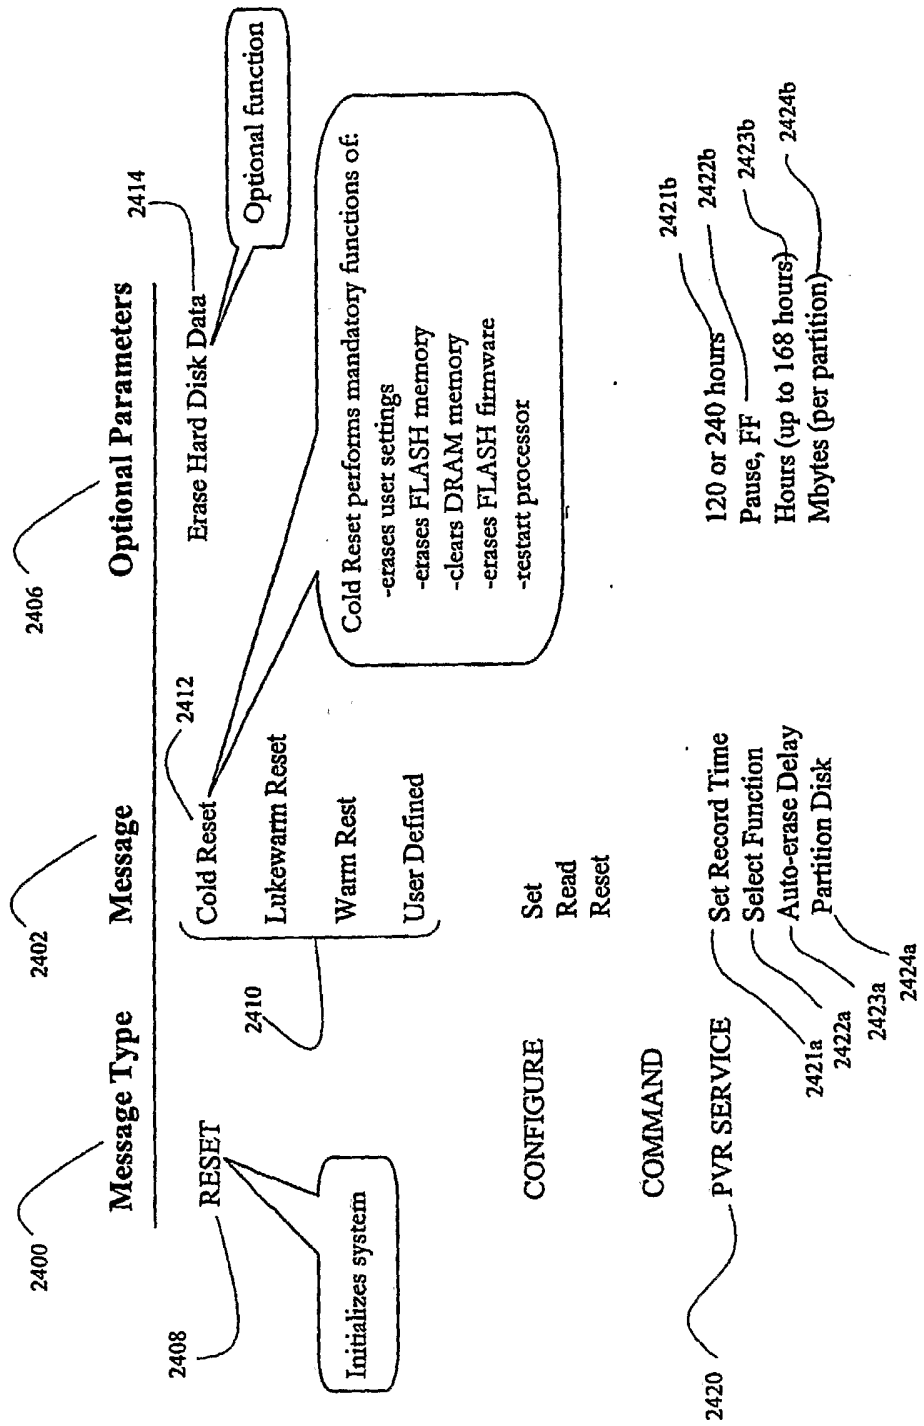 2400
2402
2406
Message Type
Message
Optional Parameters
2408
2412
2414
RESET
Cold Reset
Erase Hard Disk Data
Lukewarm Reset
Warm Rest
User Defined
2410
Initializes system
Optional function
Cold Reset performs mandatory functions of:
-erases user settings
-erases FLASH memory
-clears DRAM memory
-erases FLASH firmware
-restart processor
CONFIGURE
Set
Read
Reset
COMMAND
2420
PVR SERVICE
Set Record Time
120 or 240 hours
Select Function
Pause, FF
Auto-erase Delay
Hours (up to 168 hours)
Partition Disk
Mbytes (per partition)
2421a
2422a
2423a
2424a
2421b
2422b
2423b
2424b